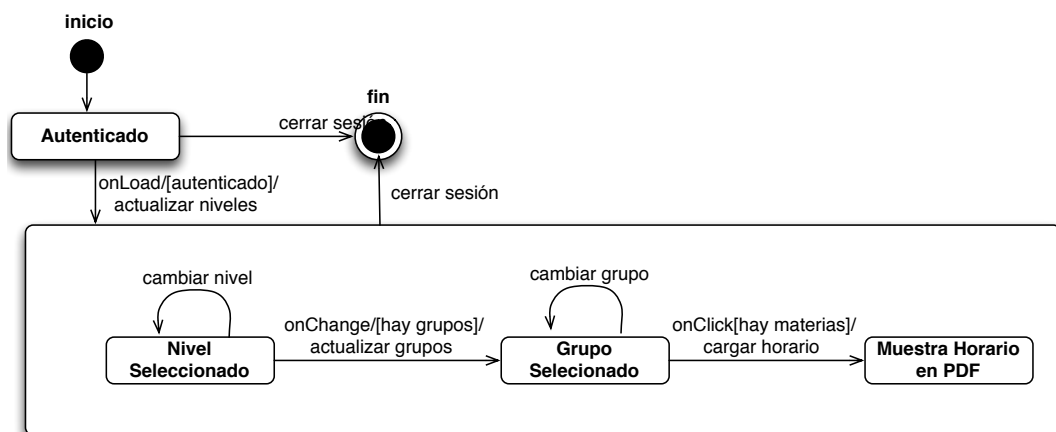 inicio
fin
Autenticado
cerrar sesión
onLoad/[autenticado]/
actualizar niveles
cerrar sesión
cambiar nivel
cambiar grupo
onChange/[hay grupos]/
actualizar grupos
onClick[hay materias]/
cargar horario
Nivel
Seleccionado
Grupo
Selecionado
Muestra Horario
en PDF